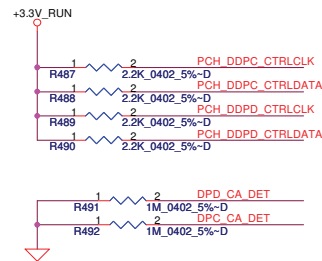 +3.3V_RUN
1 2 PCH_DDPC_CTRLCLK
R487 2.2K_0402_5%~D
1 2 PCH_DDPC_CTRLDATA
R488 2.2K_0402_5%~D
1 2 PCH_DDPD_CTRLCLK
R489 2.2K_0402_5%~D
1 2 PCH_DDPD_CTRLDATA
R490 2.2K_0402_5%~D
1 2 DPD_CA_DET
R491 1M_0402_5%~D
1 2 DPC_CA_DET
R492 1M_0402_5%~D